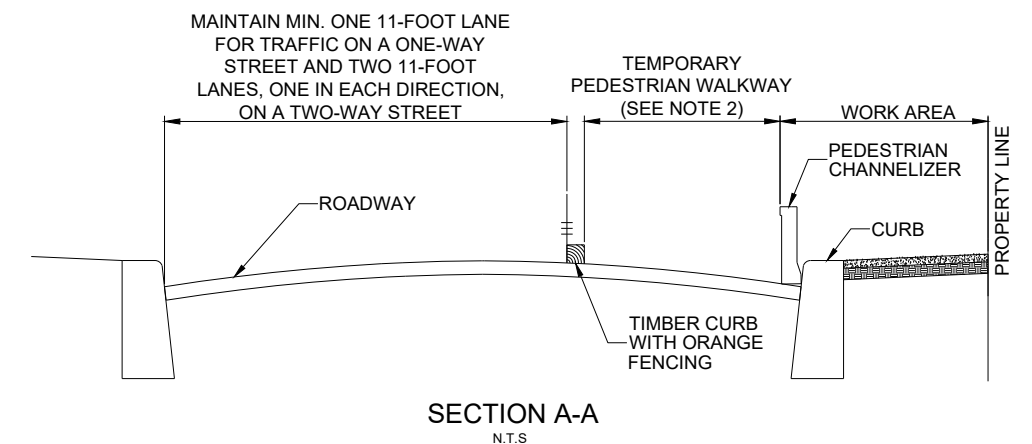 MAINTAIN MIN. ONE 11-FOOT LANE
FOR TRAFFIC ON A ONE-WAY
STREET AND TWO 11-FOOT
LANES, ONE IN EACH DIRECTION,
ON A TWO-WAY STREET
TEMPORARY
PEDESTRIAN WALKWAY
(SEE NOTE 2)
WORK AREA
PEDESTRIAN
CHANNELIZER
PROPERTY LINE
ROADWAY
CURB
TIMBER CURB
WITH ORANGE
FENCING
SECTION A-A
N.T.S